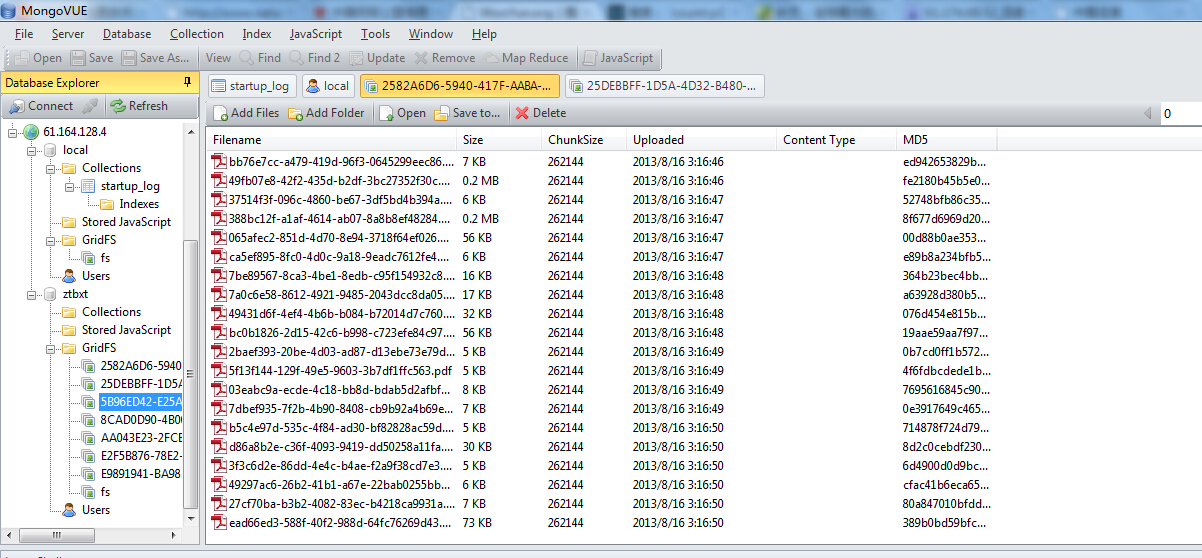 MongoVUE
File Server Database Collection Index JavaScript Tools Window Help
Open Save Save As... View Find Find 2 Update Remove Map Reduce JavaScript
Database Explorer
Connect Refresh
61.164.128.4
local
Collections
startup_log
Indexes
Stored JavaScript
GridFS
fs
Users
ztbxt
Collections
Stored JavaScript
GridFS
2582A6D6-5940
25DEBBFF-1D5A
5B96ED42-E25A
8CAD0D90-4B0
AA043E23-2FCE
E2F5B876-78E2-
E9891941-BA98
fs
Users
startup_log local 2582A6D6-5940-417F-AABA-... 25DEBBFF-1D5A-4D32-B480-...
Add Files Add Folder Open Save to... Delete 0
Filename Size ChunkSize Uploaded Content Type MD5
bb76e7cc-a479-419d-96f3-0645299eec86.... 7 KB 262144 2013/8/16 3:16:46 ed942653829b...
49fb07e8-42f2-435d-b2df-3bc27352f30c.... 0.2 MB 262144 2013/8/16 3:16:46 fe2180b45b5e0...
37514f3f-096c-4860-be67-3df5bd4b394a.... 6 KB 262144 2013/8/16 3:16:47 52748bfb86c35...
388bc12f-a1af-4614-ab07-8a8b8ef48284.... 0.2 MB 262144 2013/8/16 3:16:47 8f677d6969d20...
065afec2-851d-4d70-8e94-3718f64ef026.... 56 KB 262144 2013/8/16 3:16:47 00d88b0ae353...
ca5ef895-8fc0-4d0c-9a18-9eadc7612fe4.... 6 KB 262144 2013/8/16 3:16:47 e89b8a234bfb5...
7be89567-8ca3-4be1-8edb-c95f154932c8.... 16 KB 262144 2013/8/16 3:16:48 364b23bec4bb...
7a0c6e58-8612-4921-9485-2043dcc8da05.... 17 KB 262144 2013/8/16 3:16:48 a63928d380b5...
49431d6f-4ef4-4b6b-b084-b72014d7c760.... 32 KB 262144 2013/8/16 3:16:48 076d454e815b...
bc0b1826-2d15-42c6-b998-c723efe84c97.... 56 KB 262144 2013/8/16 3:16:48 19aae59aa7f97...
2baef393-20be-4d03-ad87-d13ebe73e79d.... 5 KB 262144 2013/8/16 3:16:49 0b7cd0ff1b572...
5f13f144-129f-49e5-9603-3b7df1ffc563.pdf 5 KB 262144 2013/8/16 3:16:49 4f6fdbcdede1b...
03eabc9a-ecde-4c18-bb8d-bdab5d2afbf... 8 KB 262144 2013/8/16 3:16:49 7695616845c90...
7dbef935-7f2b-4b90-8408-cb9b92a4b69e... 7 KB 262144 2013/8/16 3:16:49 0e3917649c465...
b5c4e97d-535c-4f84-ad30-bf82828ac59d.... 5 KB 262144 2013/8/16 3:16:50 714878f724d79...
d86a8b2e-c36f-4093-9419-dd50258a11fa.... 30 KB 262144 2013/8/16 3:16:50 8d2c0cebdf230...
3f3c6d2e-86dd-4e4c-b4ae-f2a9f38cd7e3.... 5 KB 262144 2013/8/16 3:16:50 6d4900d0d9bc...
49297ac6-26b2-41b1-a67e-22bab0255bb... 6 KB 262144 2013/8/16 3:16:50 cfac41b6eca65...
27cf70ba-b3b2-4082-83ec-b4218ca9931a.... 7 KB 262144 2013/8/16 3:16:50 80a847010bfdd...
ead66ed3-588f-40f2-988d-64fc76269d43.... 73 KB 262144 2013/8/16 3:16:50 389b0bd59bfc...